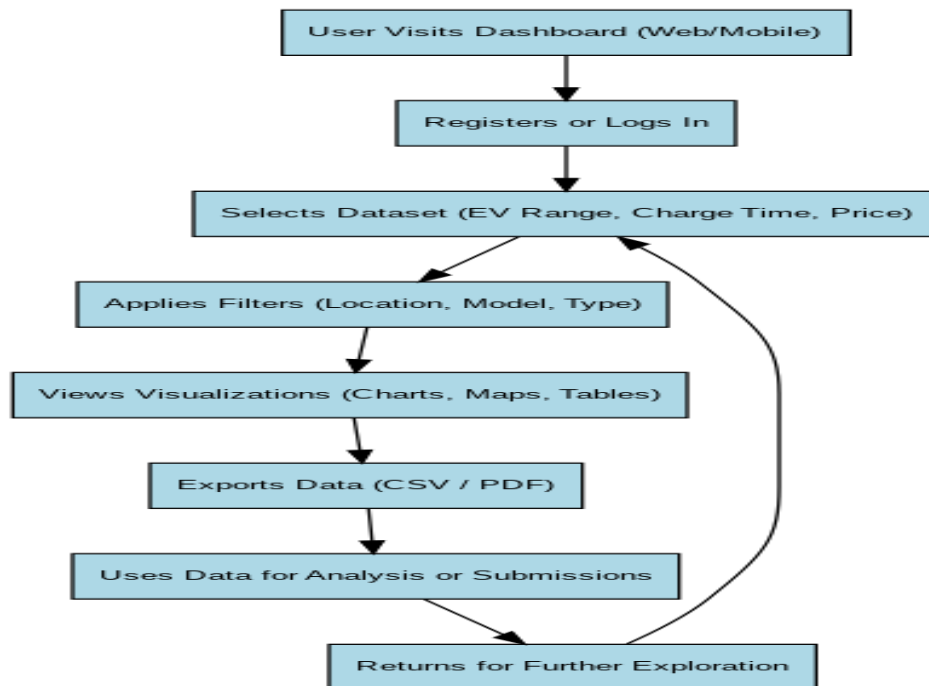 User Visits Dashboard (Web/Mobile)
Registers or Logs In
Selects Dataset (EV Range, Charge Time, Price)
Applies Filters (Location, Model, Type)
Views Visualizations (Charts, Maps, Tables)
Exports Data (CSV / PDF)
Uses Data for Analysis or Submissions
Returns for Further Exploration